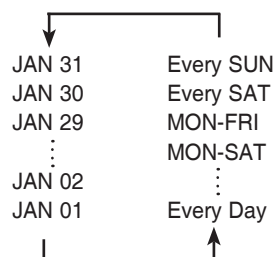 JAN 31 Every SUN
JAN 30 Every SAT
JAN 29 MON-FRI
MON-SAT
JAN 02
JAN 01 Every Day